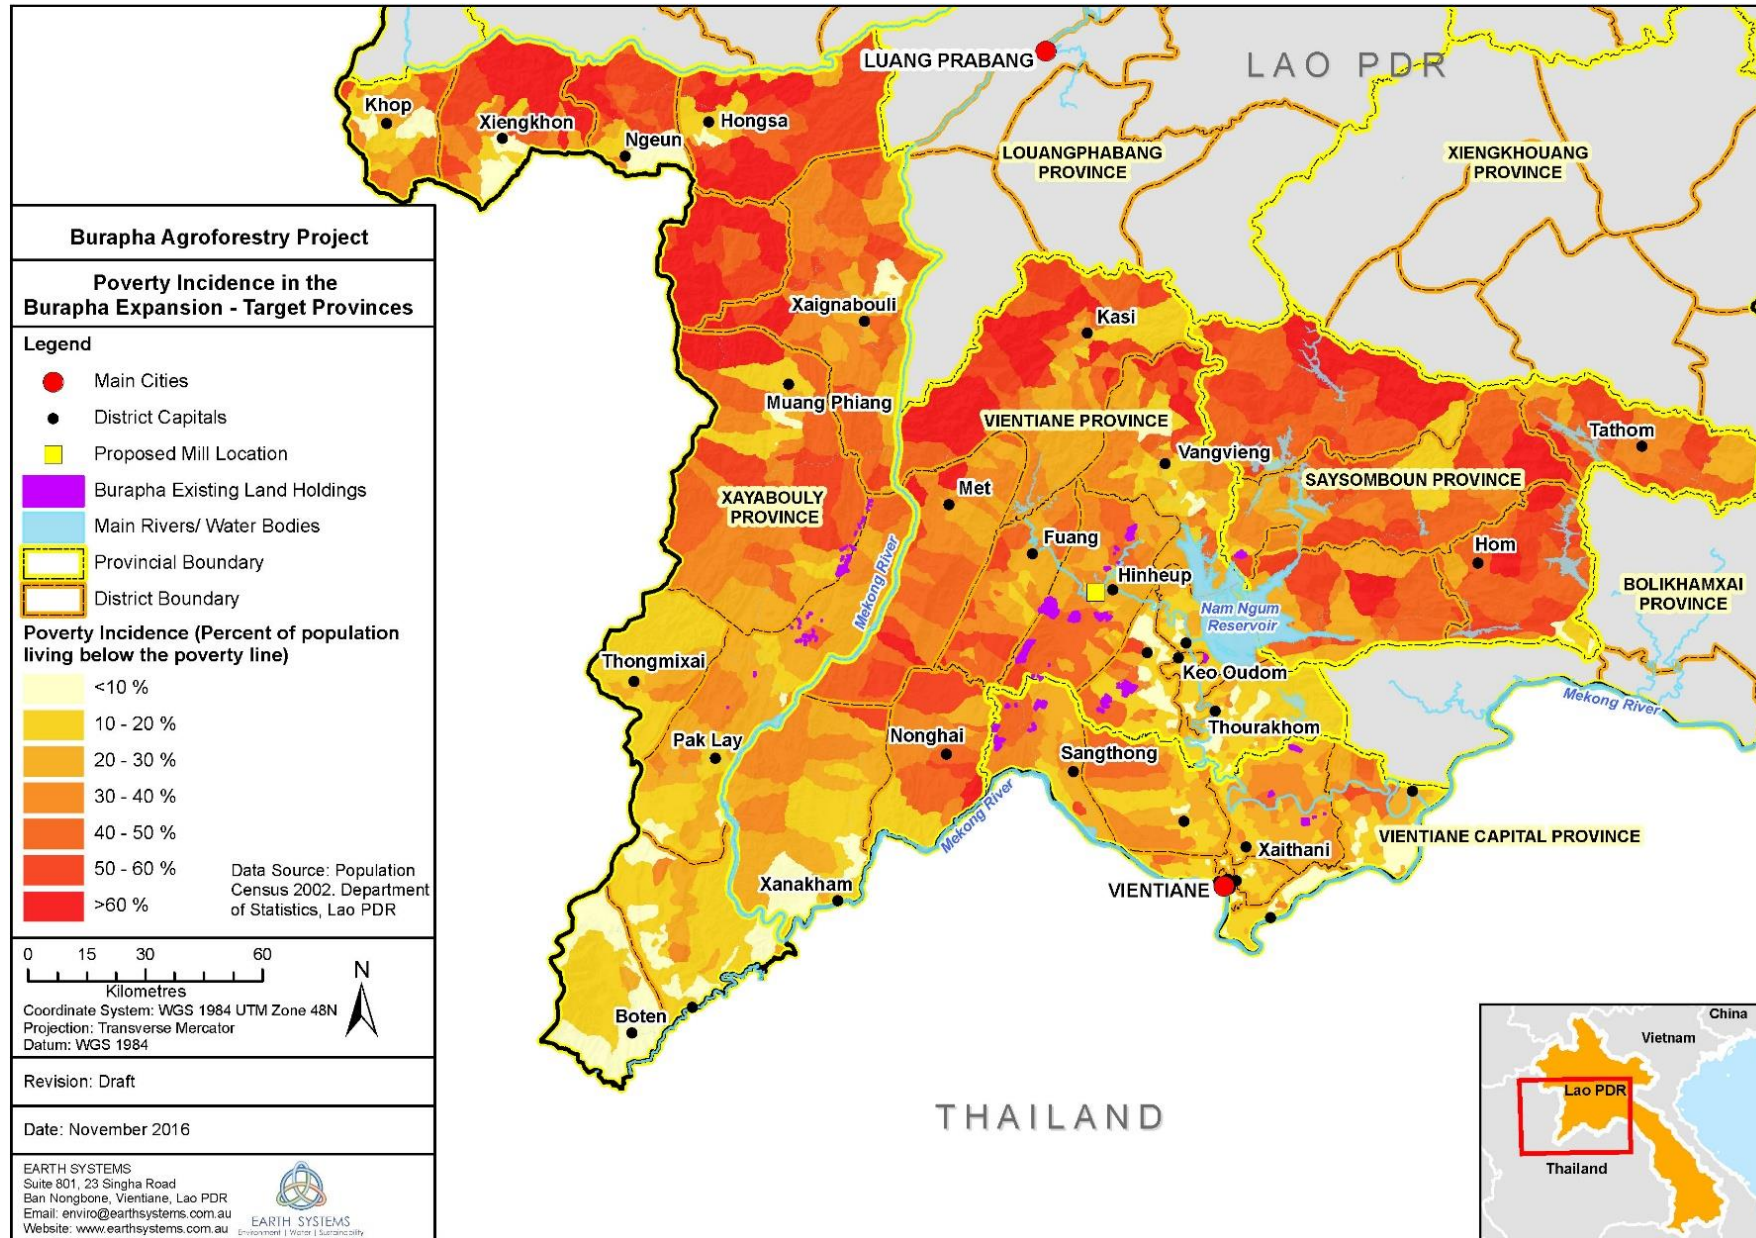 Burapha Agroforestry Project
Poverty Incidence in the
Burapha Expansion - Target Provinces
Legend
Main Cities
District Capitals
Proposed Mill Location
Burapha Existing Land Holdings
Main Rivers/ Water Bodies
Provincial Boundary
District Boundary
Poverty Incidence (Percent of population
living below the poverty line)
<10 %
10 - 20 %
20 - 30 %
30 - 40 %
40 - 50 %
50 - 60 %
>60 %
Data Source: Population
Census 2002. Department
of Statistics, Lao PDR
0 15 30 60
Kilometres
N
Coordinate System: WGS 1984 UTM Zone 48N
Projection: Transverse Mercator
Datum: WGS 1984
Revision: Draft
Date: November 2016
EARTH SYSTEMS
Suite 801, 23 Singha Road
Ban Nongbone, Vientiane, Lao PDR
Email: enviro@earthsystems.com.au
Website: www.earthsystems.com.au
EARTH SYSTEMS
Environment | Water | Sustainability
LUANG PRABANG
LAO PDR
Khop
Xiengkhon
Ngeun
Hongsa
LOUANGPHABANG
PROVINCE
XIENGKHOUANG
PROVINCE
Xaignabouli
Kasi
Muang Phiang
VIENTIANE PROVINCE
Vangvieng
Tathom
SAYSOMBOUN PROVINCE
XAYABOULY
PROVINCE
Met
Fuang
Hom
Hinheup
Mekong River
Nam Ngum
Reservoir
BOLIKHAMXAI
PROVINCE
Thongmixai
Keo Oudom
Mekong River
Thourakhom
Pak Lay
Nonghai
Sangthong
Mekong River
VIENTIANE CAPITAL PROVINCE
Xaithani
Xanakham
VIENTIANE
Boten
THAILAND
China
Vietnam
Lao PDR
Thailand